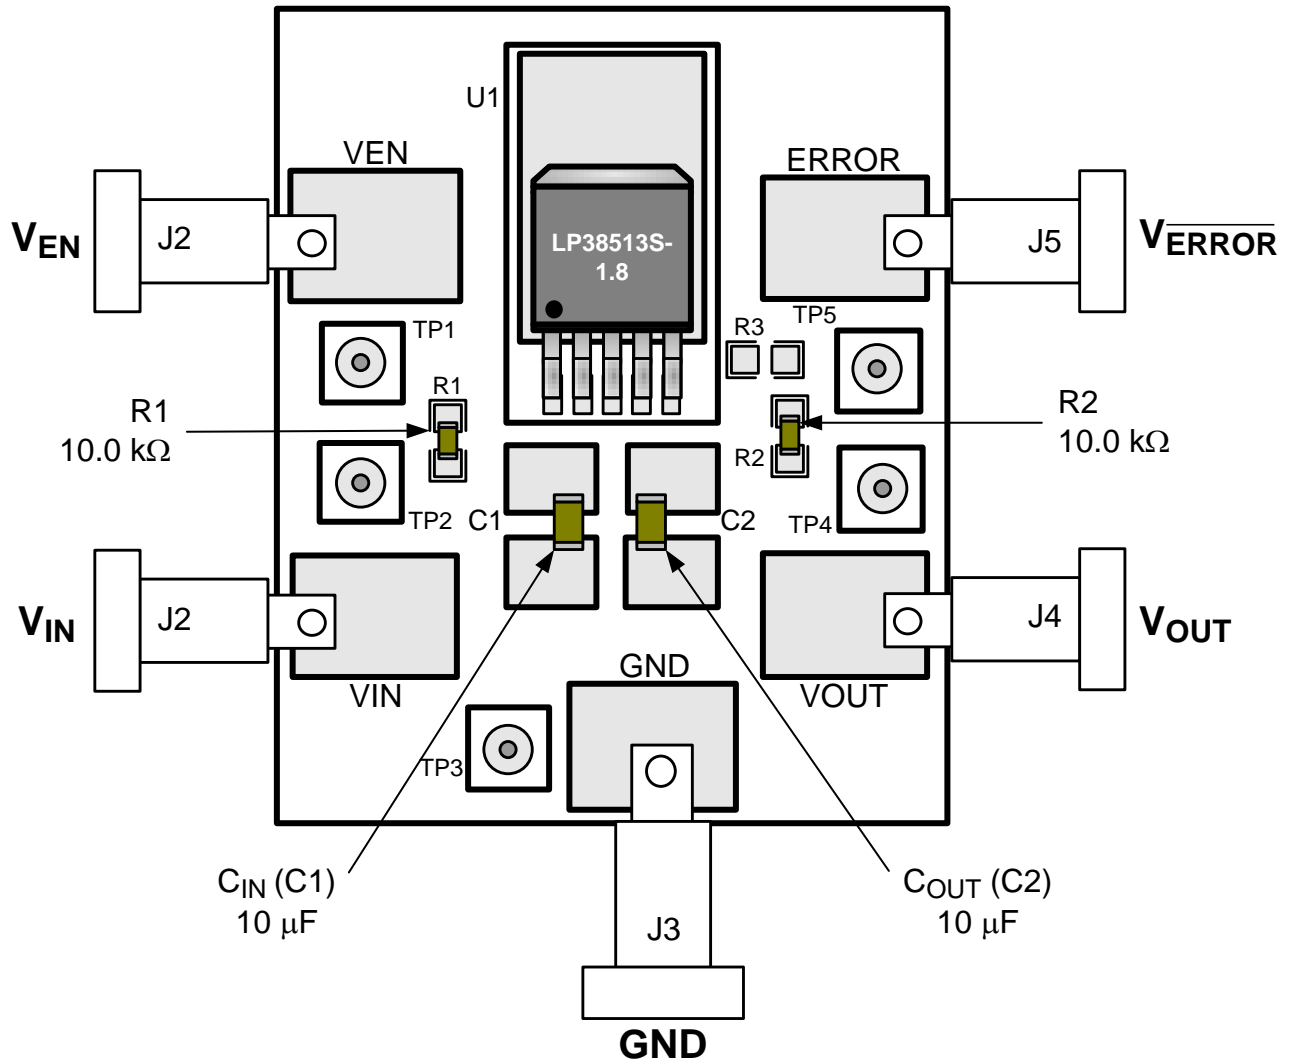 U1
VEN
ERROR
VEN
J2
LP38513S-
1.8
J5
VERROR
TP1
R3
TP5
R1
R1
10.0 kΩ
R2
10.0 kΩ
R2
TP2
C1
C2
TP4
VIN
J2
J4
VOUT
VIN
GND
VOUT
TP3
CIN (C1)
10 μF
COUT (C2)
10 μF
J3
GND